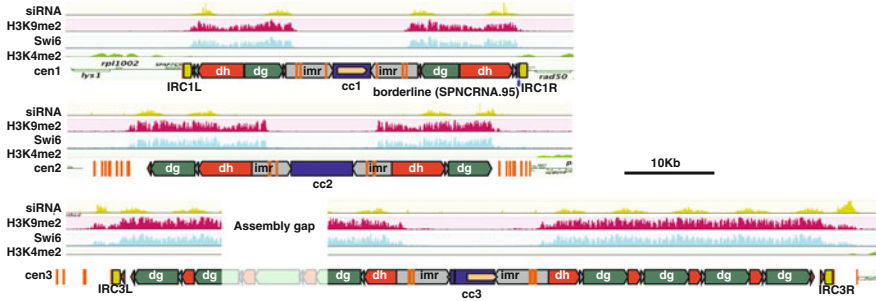 siRNA
H3K9me2
Swi6
H3K4me2
rpl1002
lys1
cen1
dh dg imr imr dg dh
rad50
IRC1L
cc1
borderline (SPNCRNA.95)
IRC1R
siRNA
H3K9me2
Swi6
H3K4me2
cen2
dg dh imr imr dh dg
cc2
10Kb
siRNA
H3K9me2
Assembly gap
Swi6
H3K4me2
cen3
dg dg dg dh imr imr dh dg dg dg dg
IRC3L
cc3
IRC3R